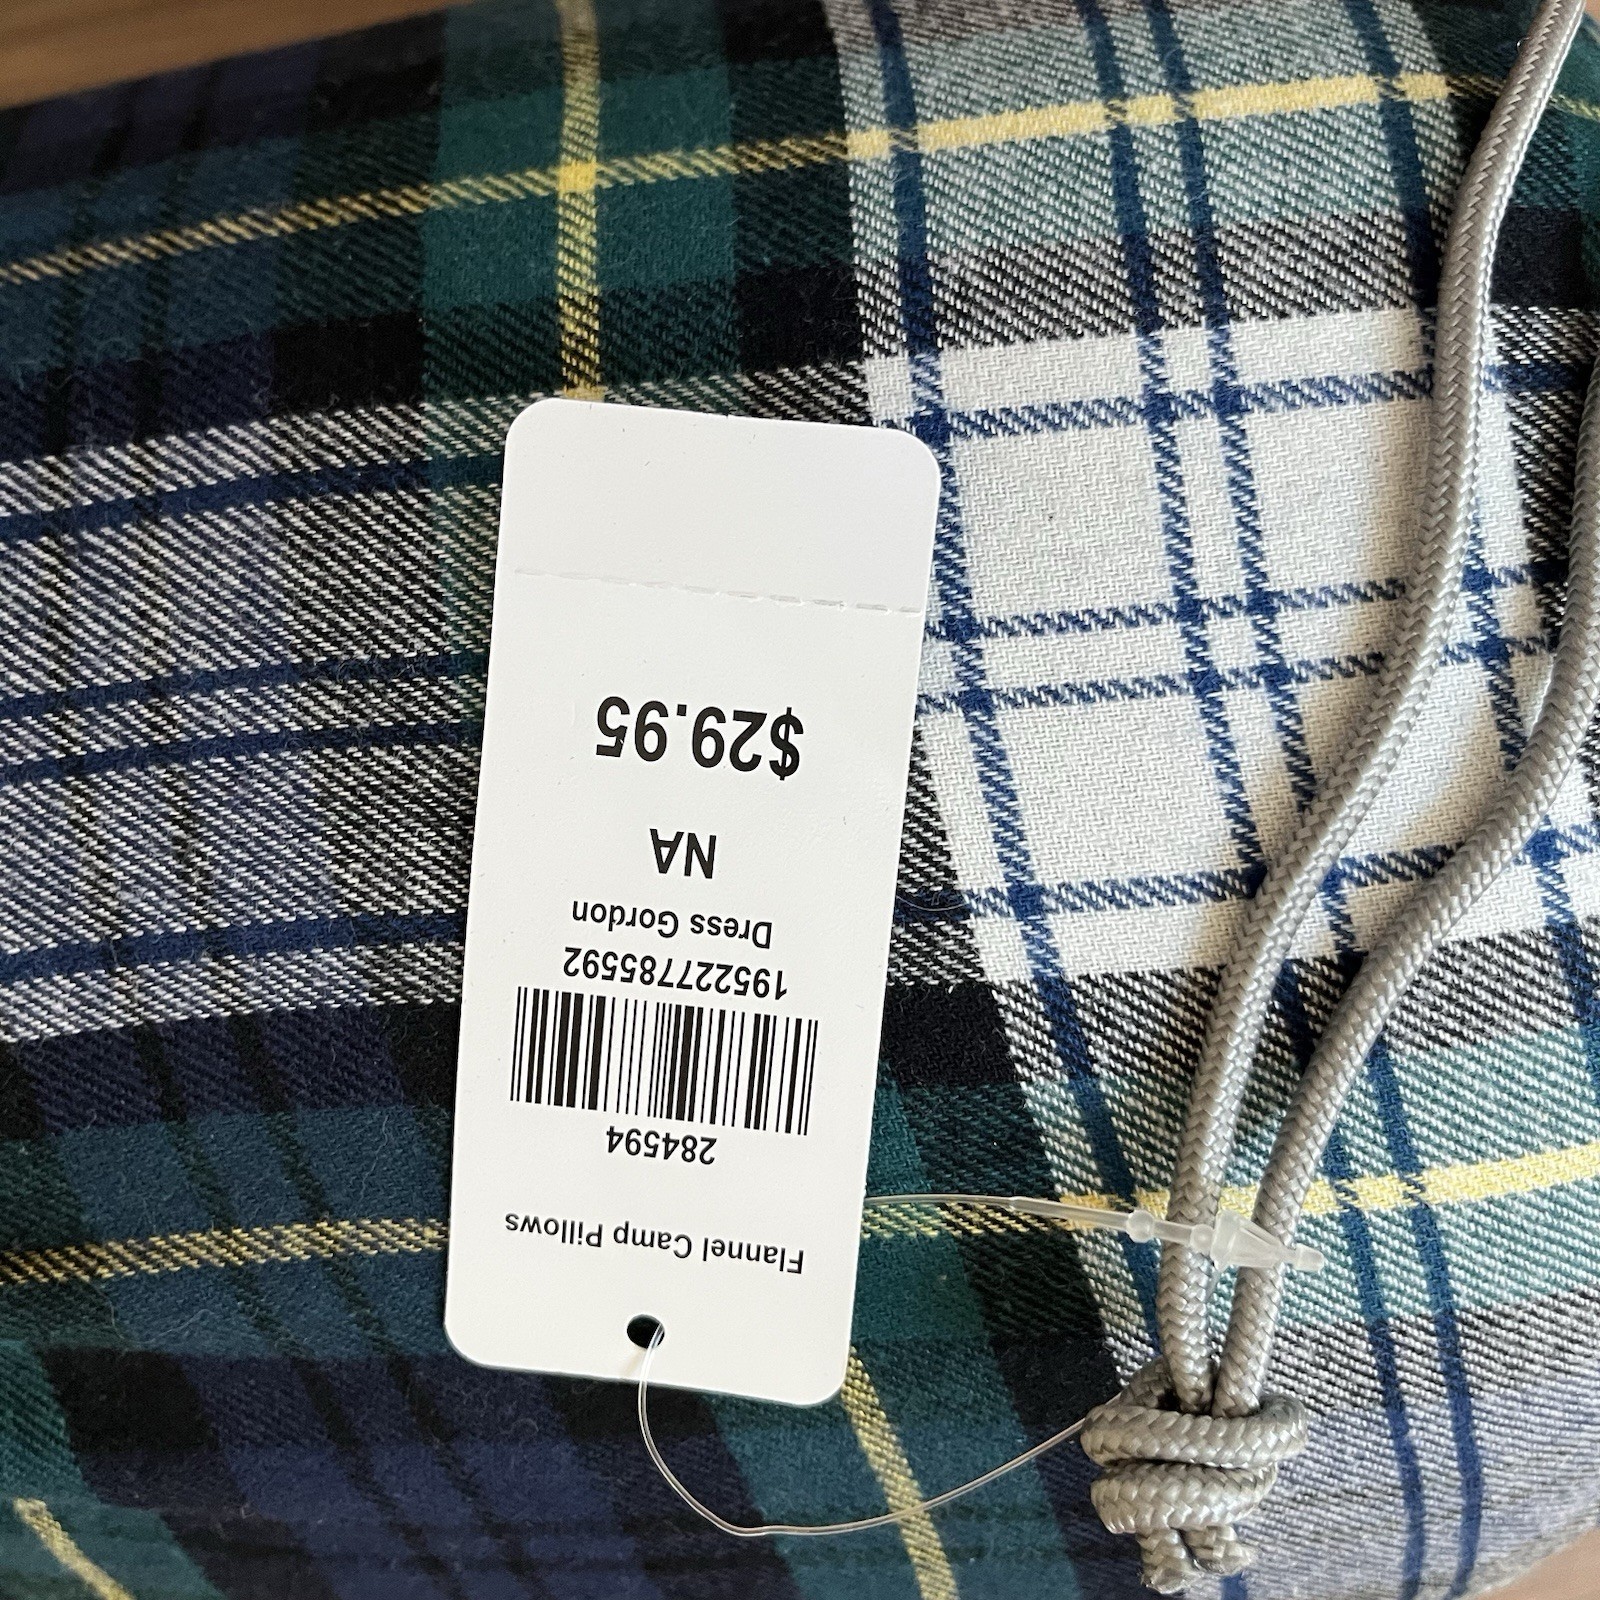 Flannel Camp Pillows
284594
195227785592
Dress Gordon
NA
$29.95